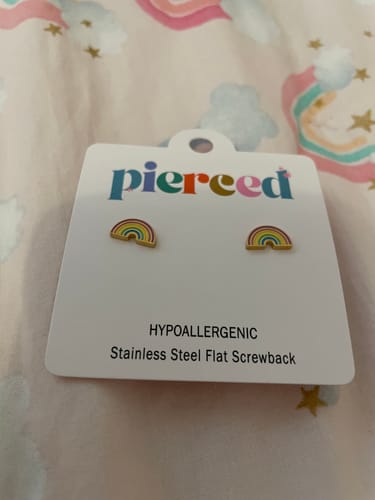 pierced
HYPOALLERGENIC
Stainless Steel Flat Screwback